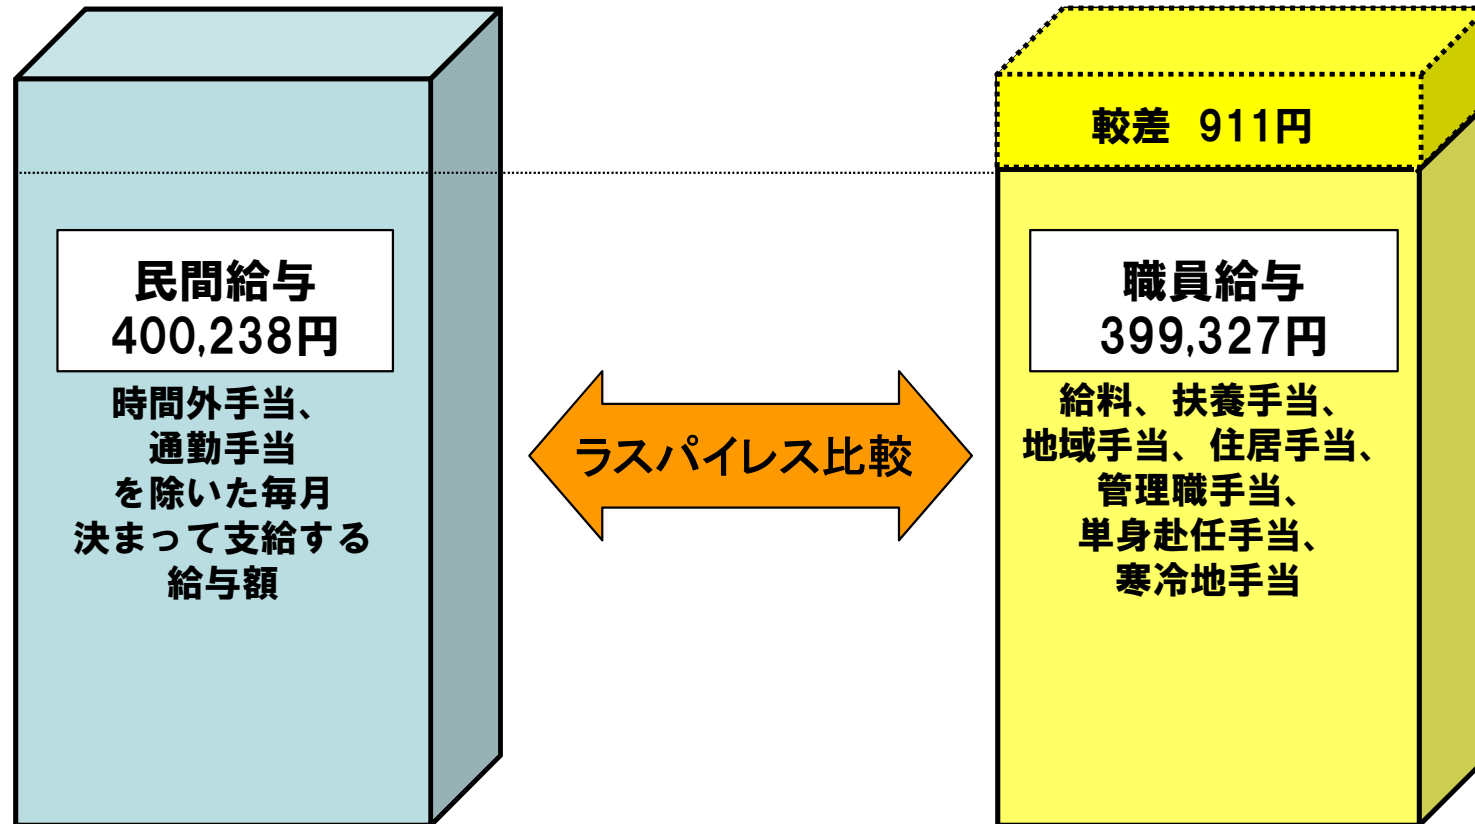 民間給与
400,238円
時間外手当、
通勤手当
を除いた毎月
決まって支給する
給与額
ラスパイレス比較
較差 911円
職員給与
399,327円
給料、扶養手当、
地域手当、住居手当、
管理職手当、
単身赴任手当、
寒冷地手当